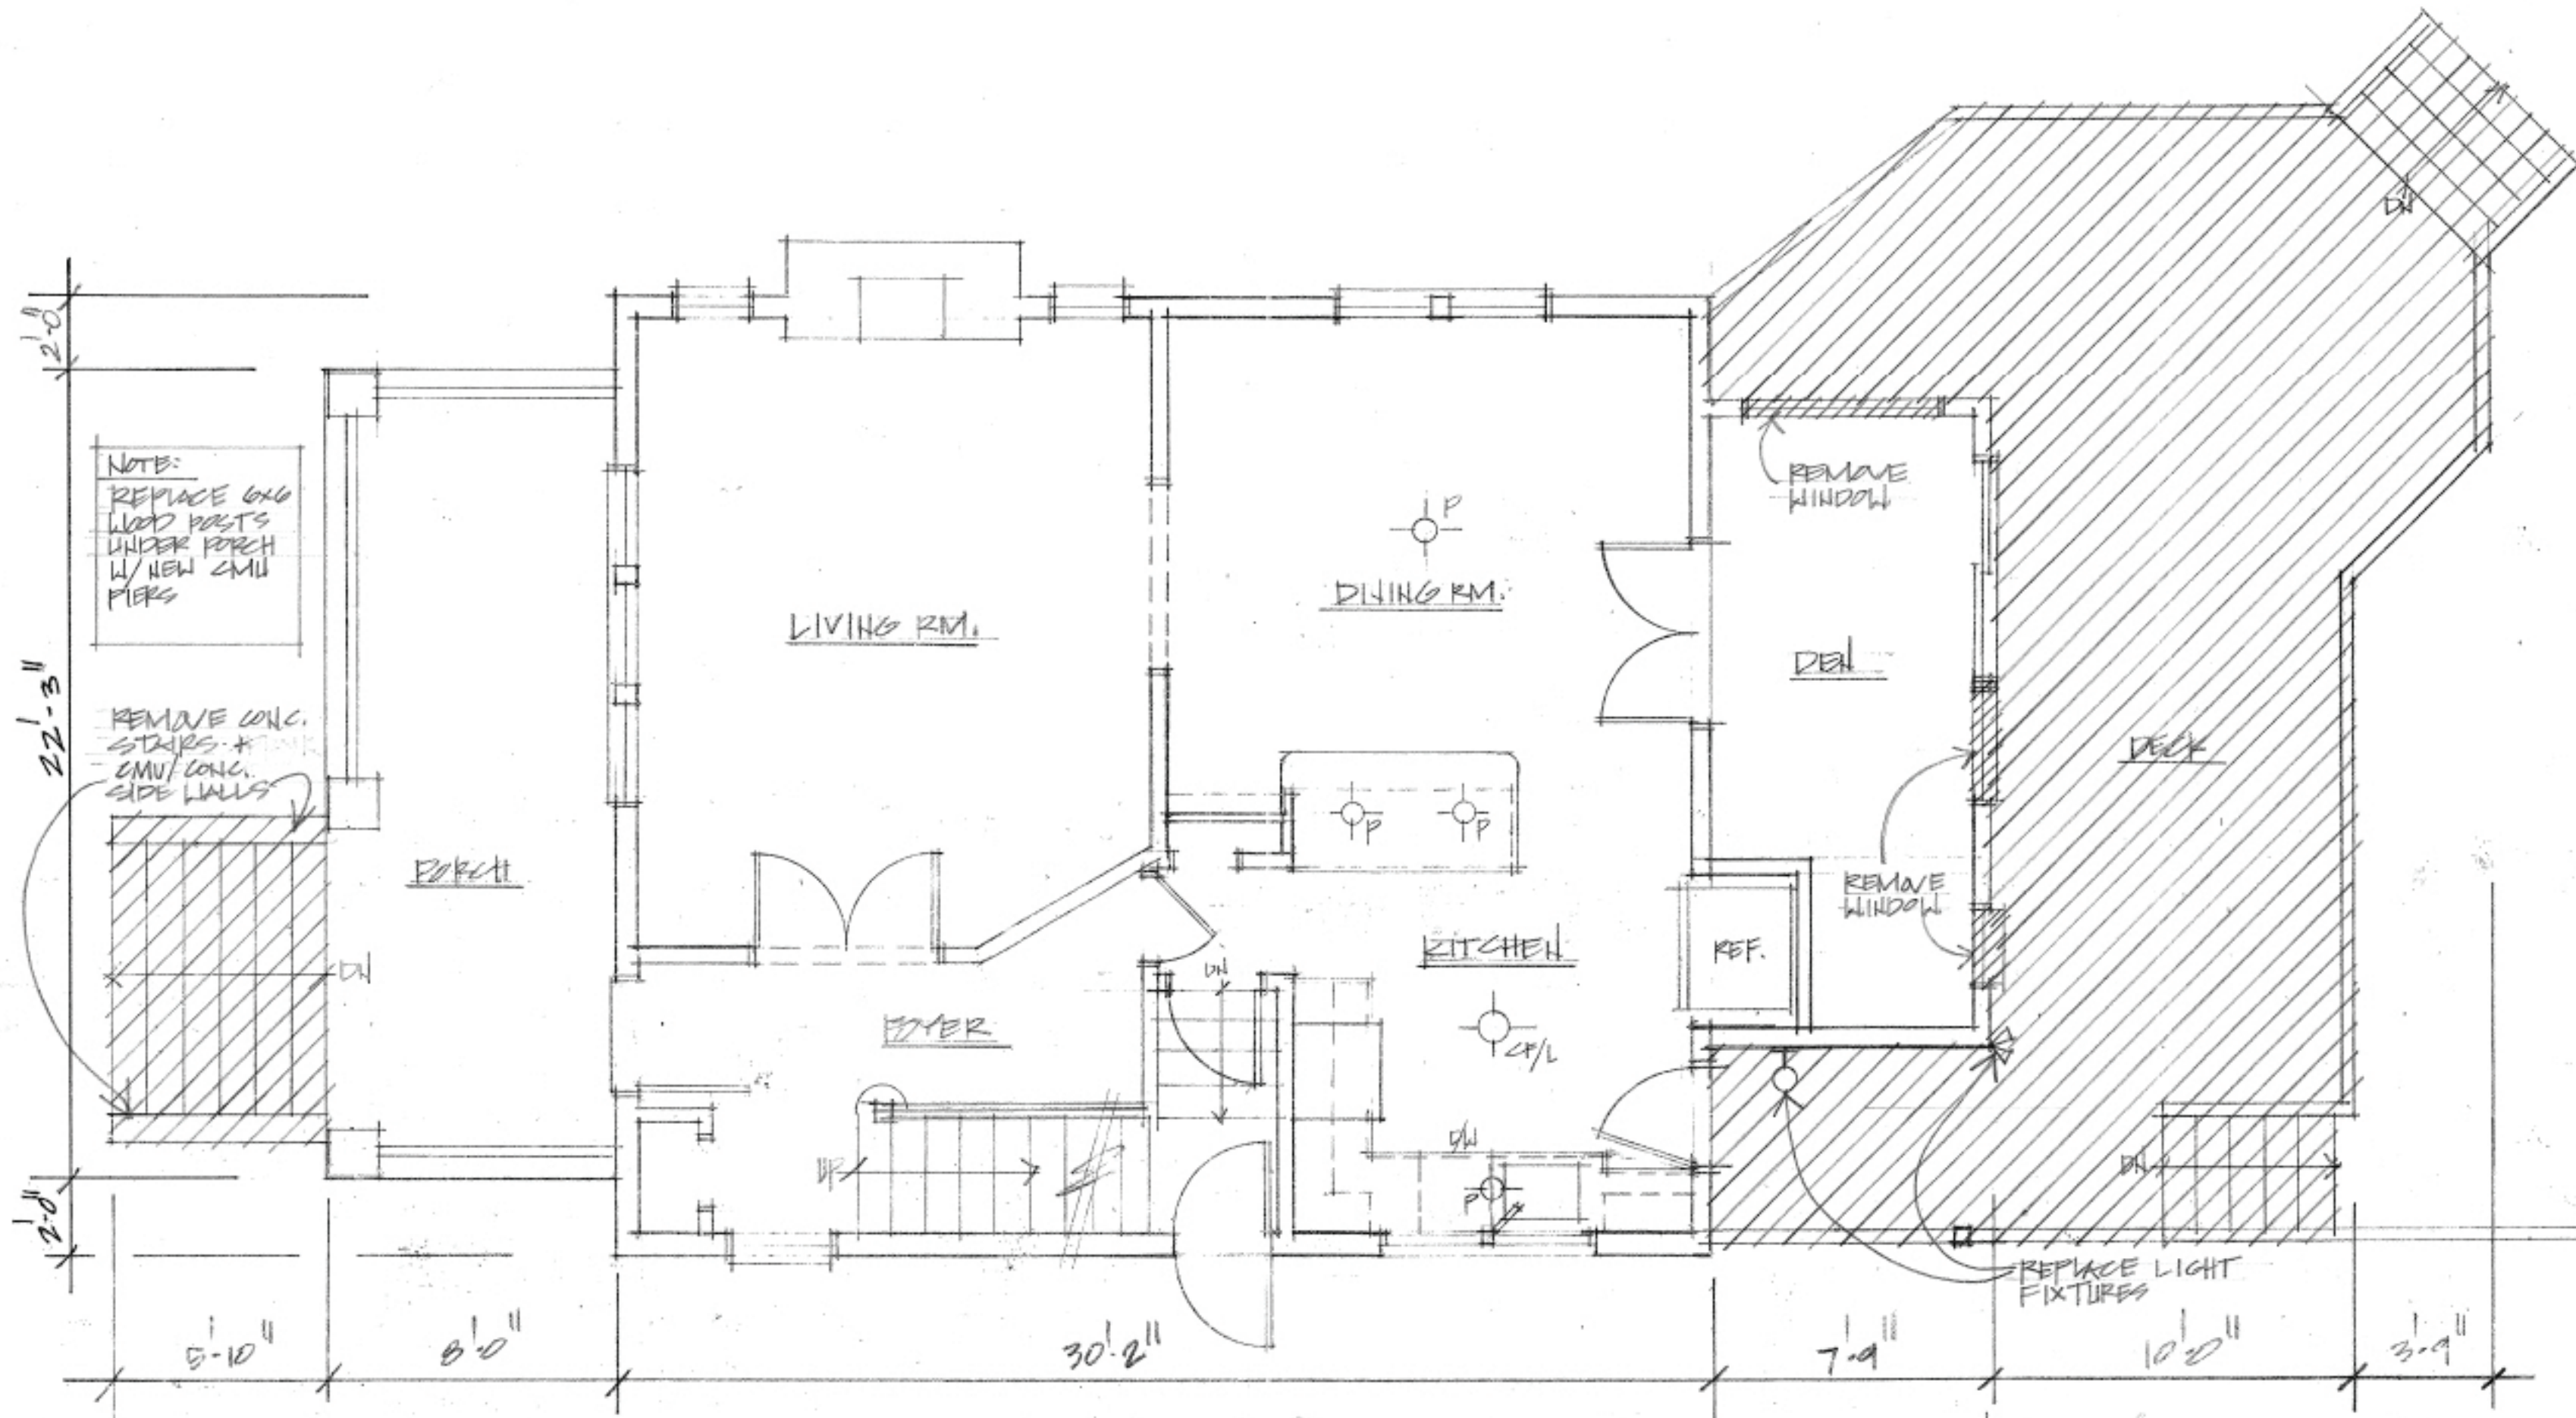 2'-0"
NOTE:
REPLACE 6x6
WOOD POSTS
UNDER PORCH
W/ NEW CMU
PIERS
22'-3"
REMOVE CONC.
STAIRS +
CMU/CONC.
SIDE WALLS
DN
PORCH
2'-0"
LIVING RM.
FOYER
UP
DN
P
DINING RM.
P
P
KITCHEN
CF/L
REF.
D/W
P
REMOVE
WINDOW
DEN
REMOVE
WINDOW
DECK
DN
DN
REPLACE LIGHT
FIXTURES
5'-10"
8'-0"
30'-2"
7'-9"
10'-0"
3'-9"